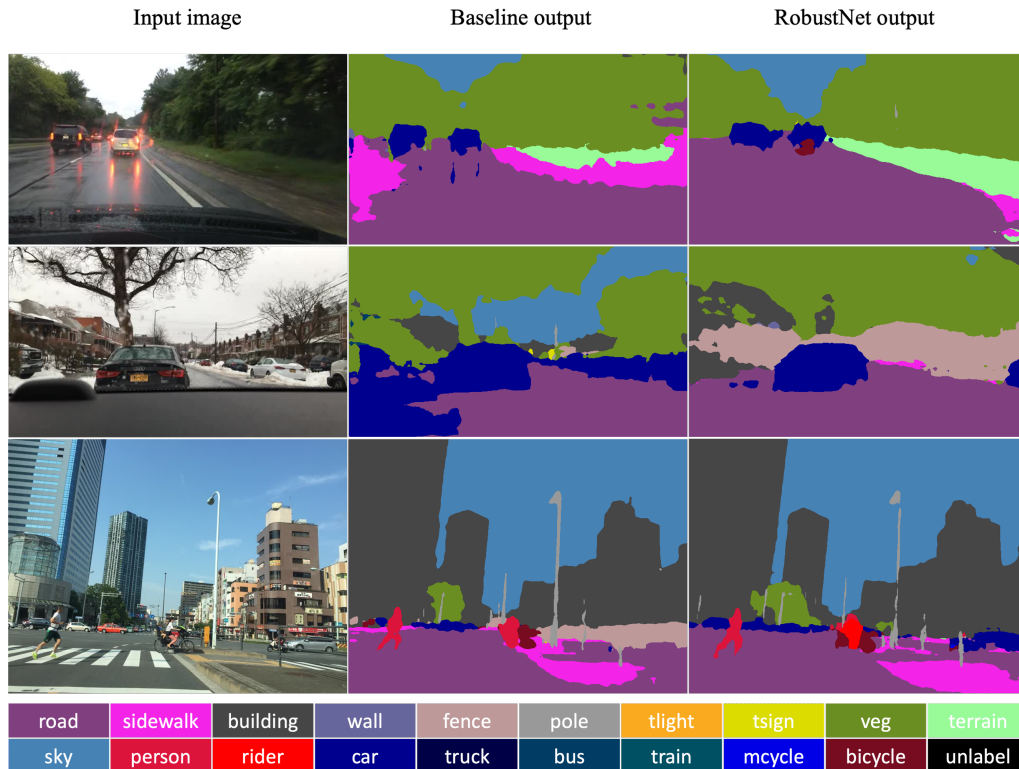 Input image Baseline output RobustNet output
road sidewalk building wall fence pole tlight tsign veg terrain
sky person rider car truck bus train mcycle bicycle unlabel